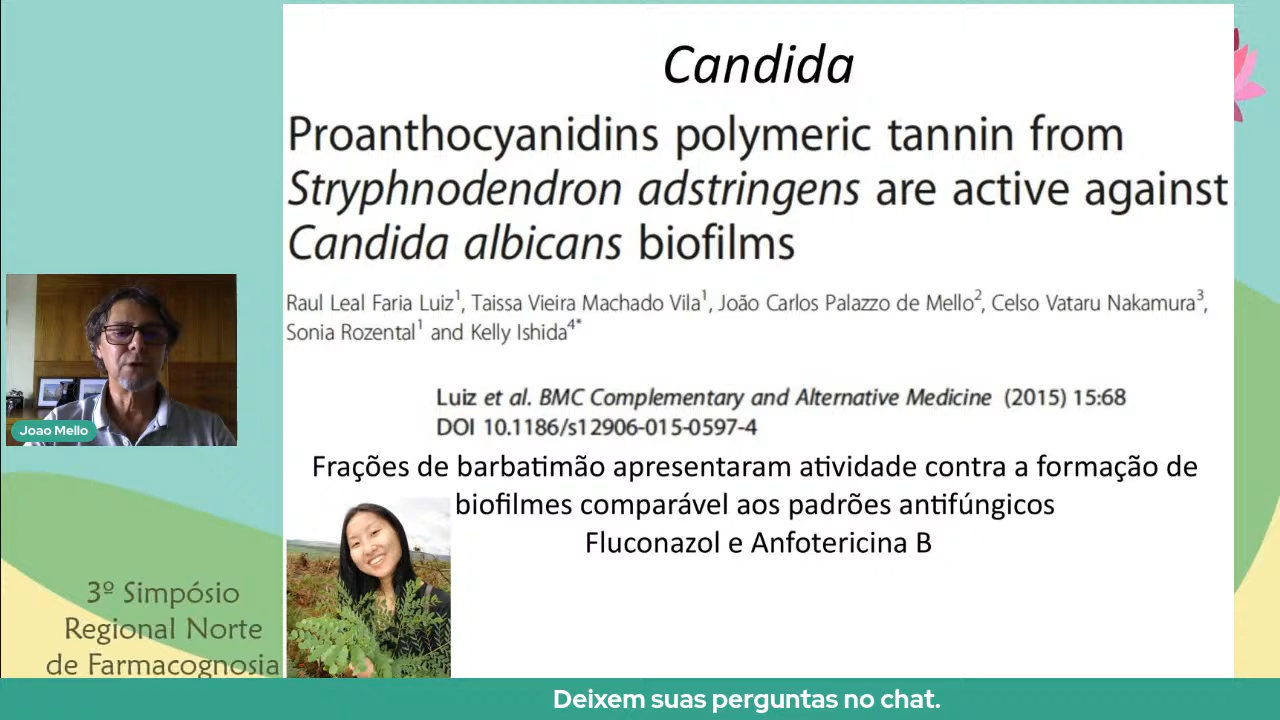 Candida
Proanthocyanidins polymeric tannin from
Stryphnodendron adstringens are active against
Candida albicans biofilms
Raul Leal Faria Luiz1, Taissa Vieira Machado Vila1, João Carlos Palazzo de Mello2, Celso Vataru Nakamura3,
Sonia Rozental1 and Kelly Ishida4*
Luiz et al. BMC Complementary and Alternative Medicine (2015) 15:68
DOI 10.1186/s12906-015-0597-4
Frações de barbatimão apresentaram atividade contra a formação de
biofilmes comparável aos padrões antifúngicos
Fluconazol e Anfotericina B
Joao Mello
3º Simpósio
Regional Norte
de Farmacognosia
Deixem suas perguntas no chat.